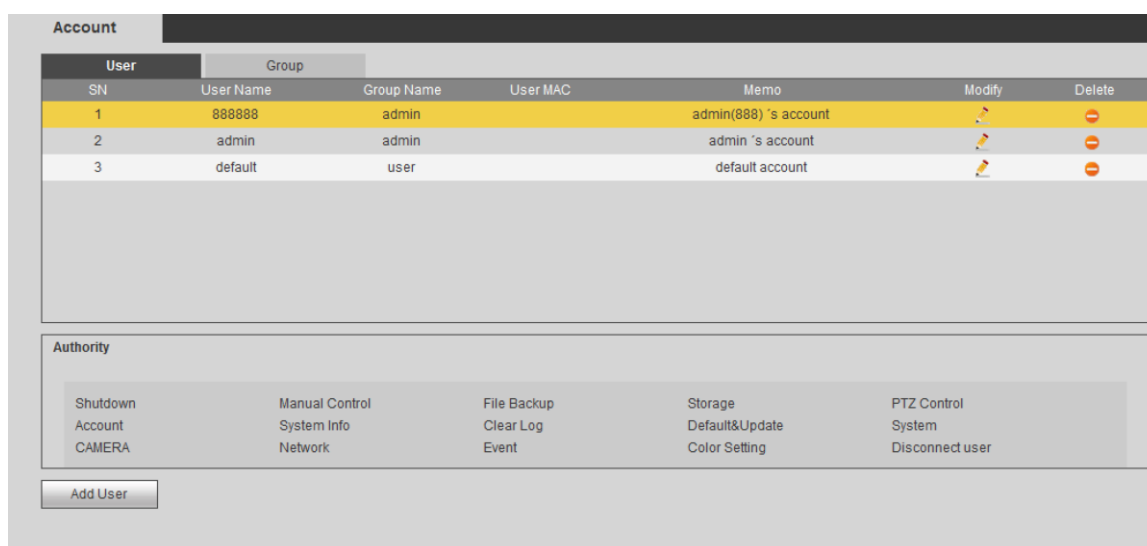 Account
User Group
SN User Name Group Name User MAC Memo Modify Delete
1 888888 admin admin(888) ´s account
2 admin admin admin ´s account
3 default user default account
Authority
Shutdown Manual Control File Backup Storage PTZ Control
Account System Info Clear Log Default&Update System
CAMERA Network Event Color Setting Disconnect user
Add User